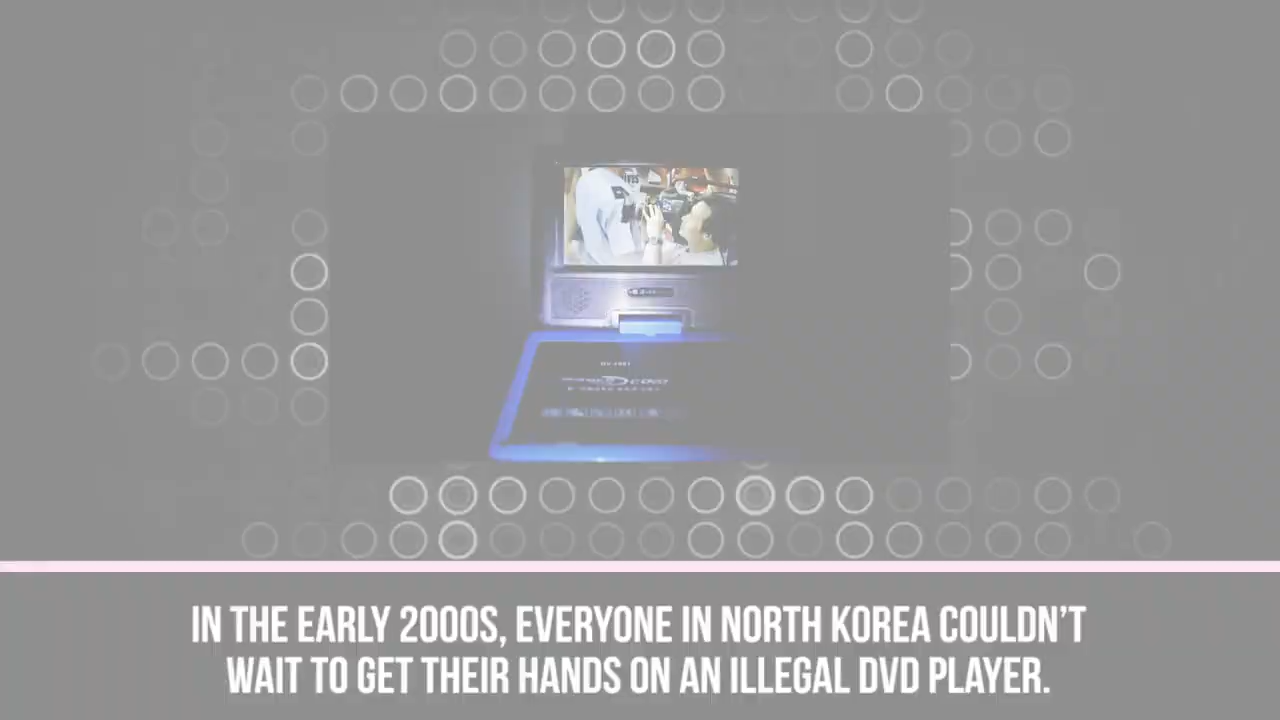 IN THE EARLY 2000S, EVERYONE IN NORTH KOREA COULDN'T
WAIT TO GET THEIR HANDS ON AN ILLEGAL DVD PLAYER.